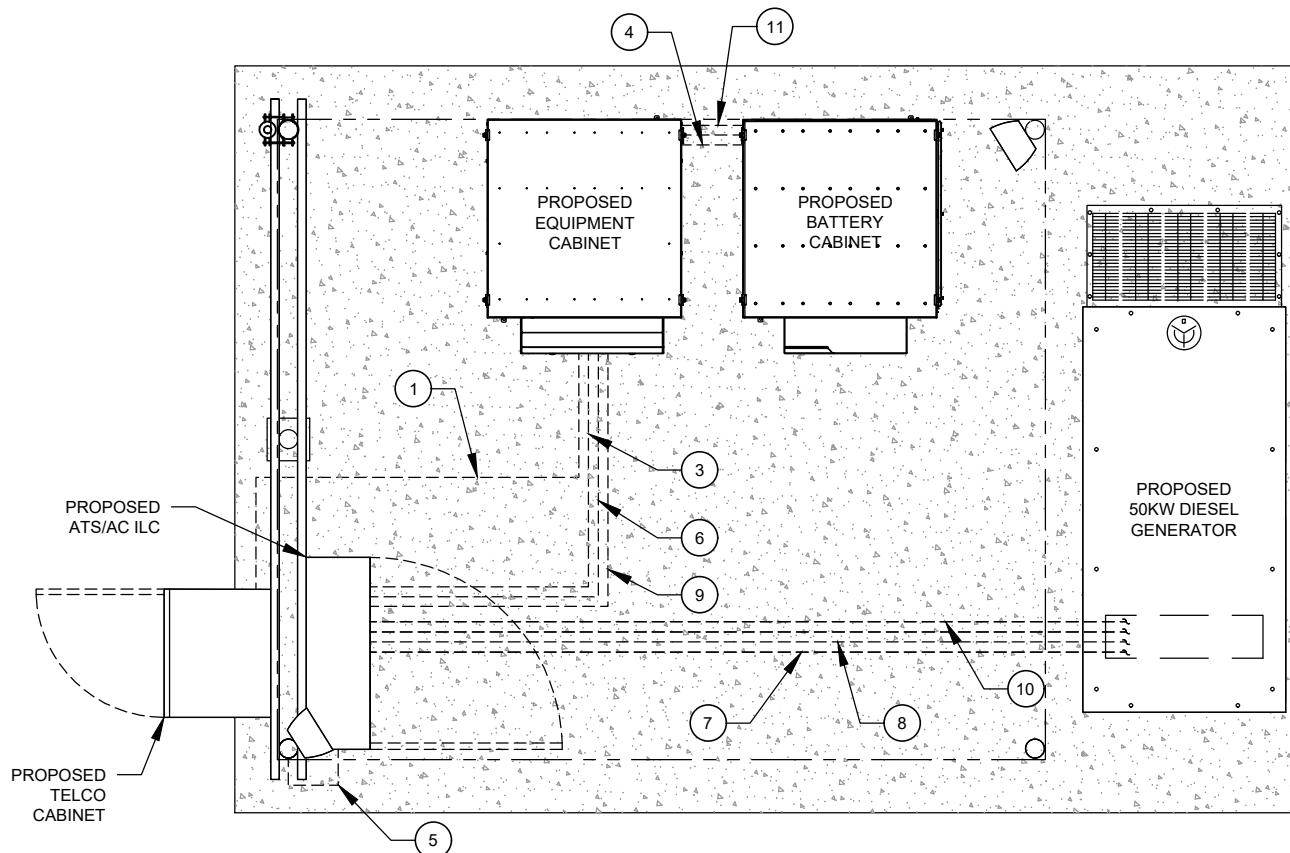 11
4
PROPOSED
EQUIPMENT
CABINET
PROPOSED
BATTERY
CABINET
1
3
PROPOSED
ATS/AC ILC
6
PROPOSED
50KW DIESEL
GENERATOR
9
10
7
8
PROPOSED
TELCO
CABINET
5